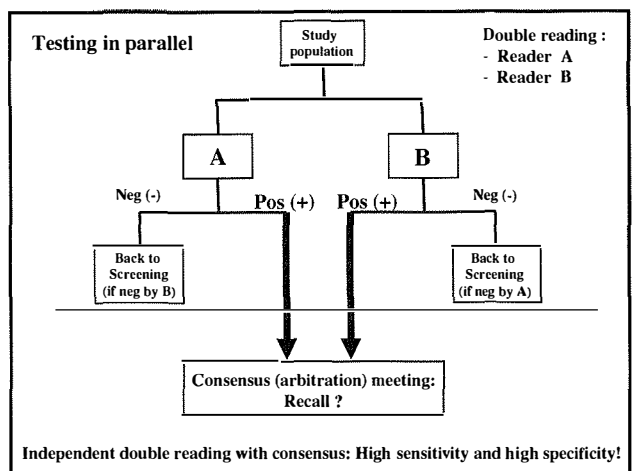 Testing in parallel
Study
population
Double reading :
- Reader A
- Reader B
A
B
Neg (-)
Pos (+)
Pos (+)
Neg (-)
Back to
Screening
(if neg by B)
Back to
Screening
(if neg by A)
Consensus (arbitration) meeting:
Recall ?
Independent double reading with consensus: High sensitivity and high specificity!